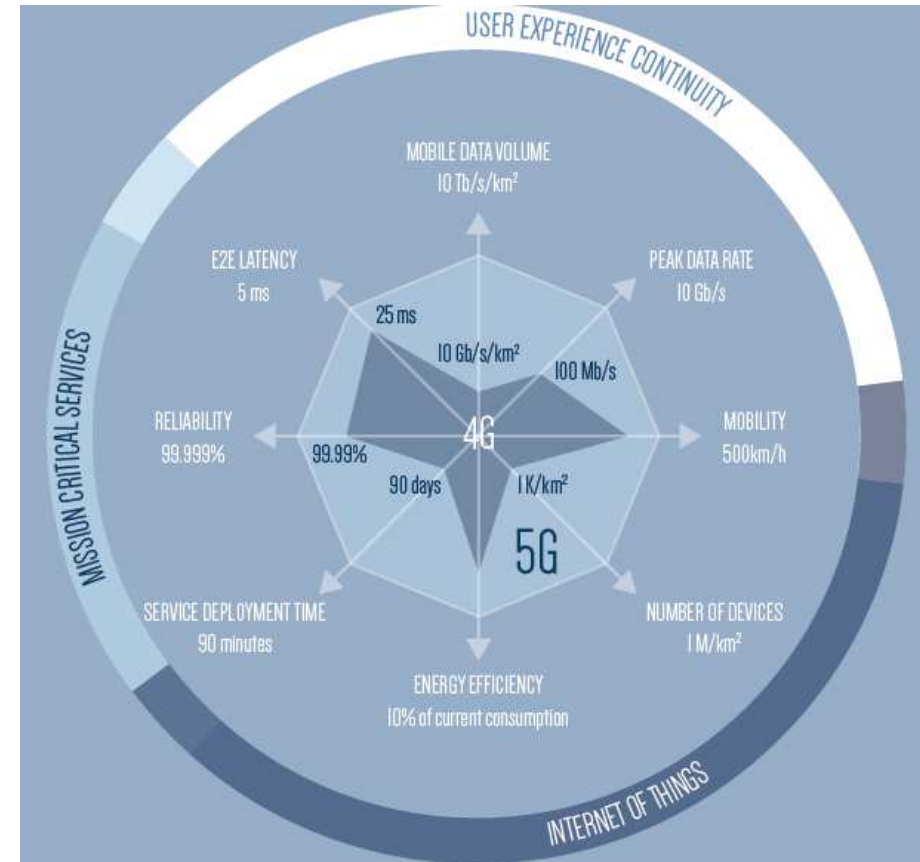 USER EXPERIENCE CONTINUITY
MOBILE DATA VOLUME
10 Tb/s/km²
E2E LATENCY
5 ms
PEAK DATA RATE
10 Gb/s
25 ms
10 Gb/s/km²
100 Mb/s
MISSION CRITICAL SERVICES
RELIABILITY
99.999%
99.99%
4G
MOBILITY
500km/h
90 days
1 K/km²
5G
SERVICE DEPLOYMENT TIME
90 minutes
NUMBER OF DEVICES
1 M/km²
ENERGY EFFICIENCY
10% of current consumption
INTERNET OF THINGS